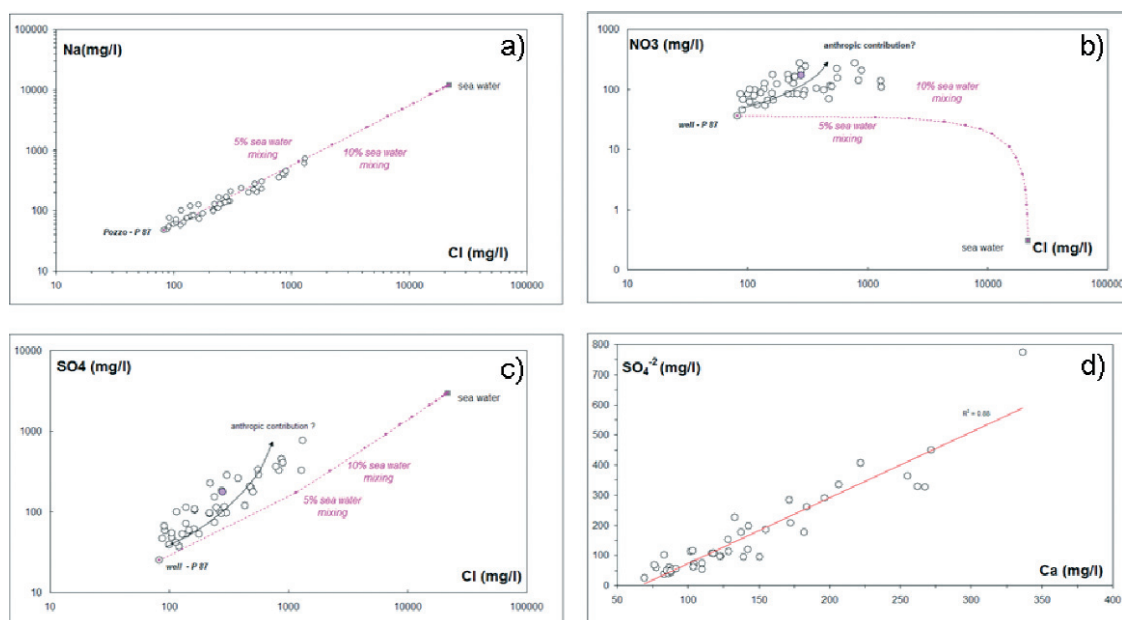 a)
Na(mg/l)
100000
10000
1000
100
10
sea water
5% sea water
mixing
10% sea water
mixing
Pozzo - P 87
Cl (mg/l)
10 100 1000 10000 100000
b)
NO3 (mg/l)
1000
100
10
1
0
anthropic contribution?
10% sea water
mixing
well - P 87
5% sea water
mixing
sea water
Cl (mg/l)
10 100 1000 10000 100000
c)
SO4 (mg/l)
10000
1000
100
10
sea water
anthropic contribution ?
10% sea water
mixing
5% sea water
mixing
well - P 87
Cl (mg/l)
10 100 1000 10000 100000
d)
SO4-2 (mg/l)
800
700
600
500
400
300
200
100
0
Ca (mg/l)
50 100 150 200 250 300 350 400